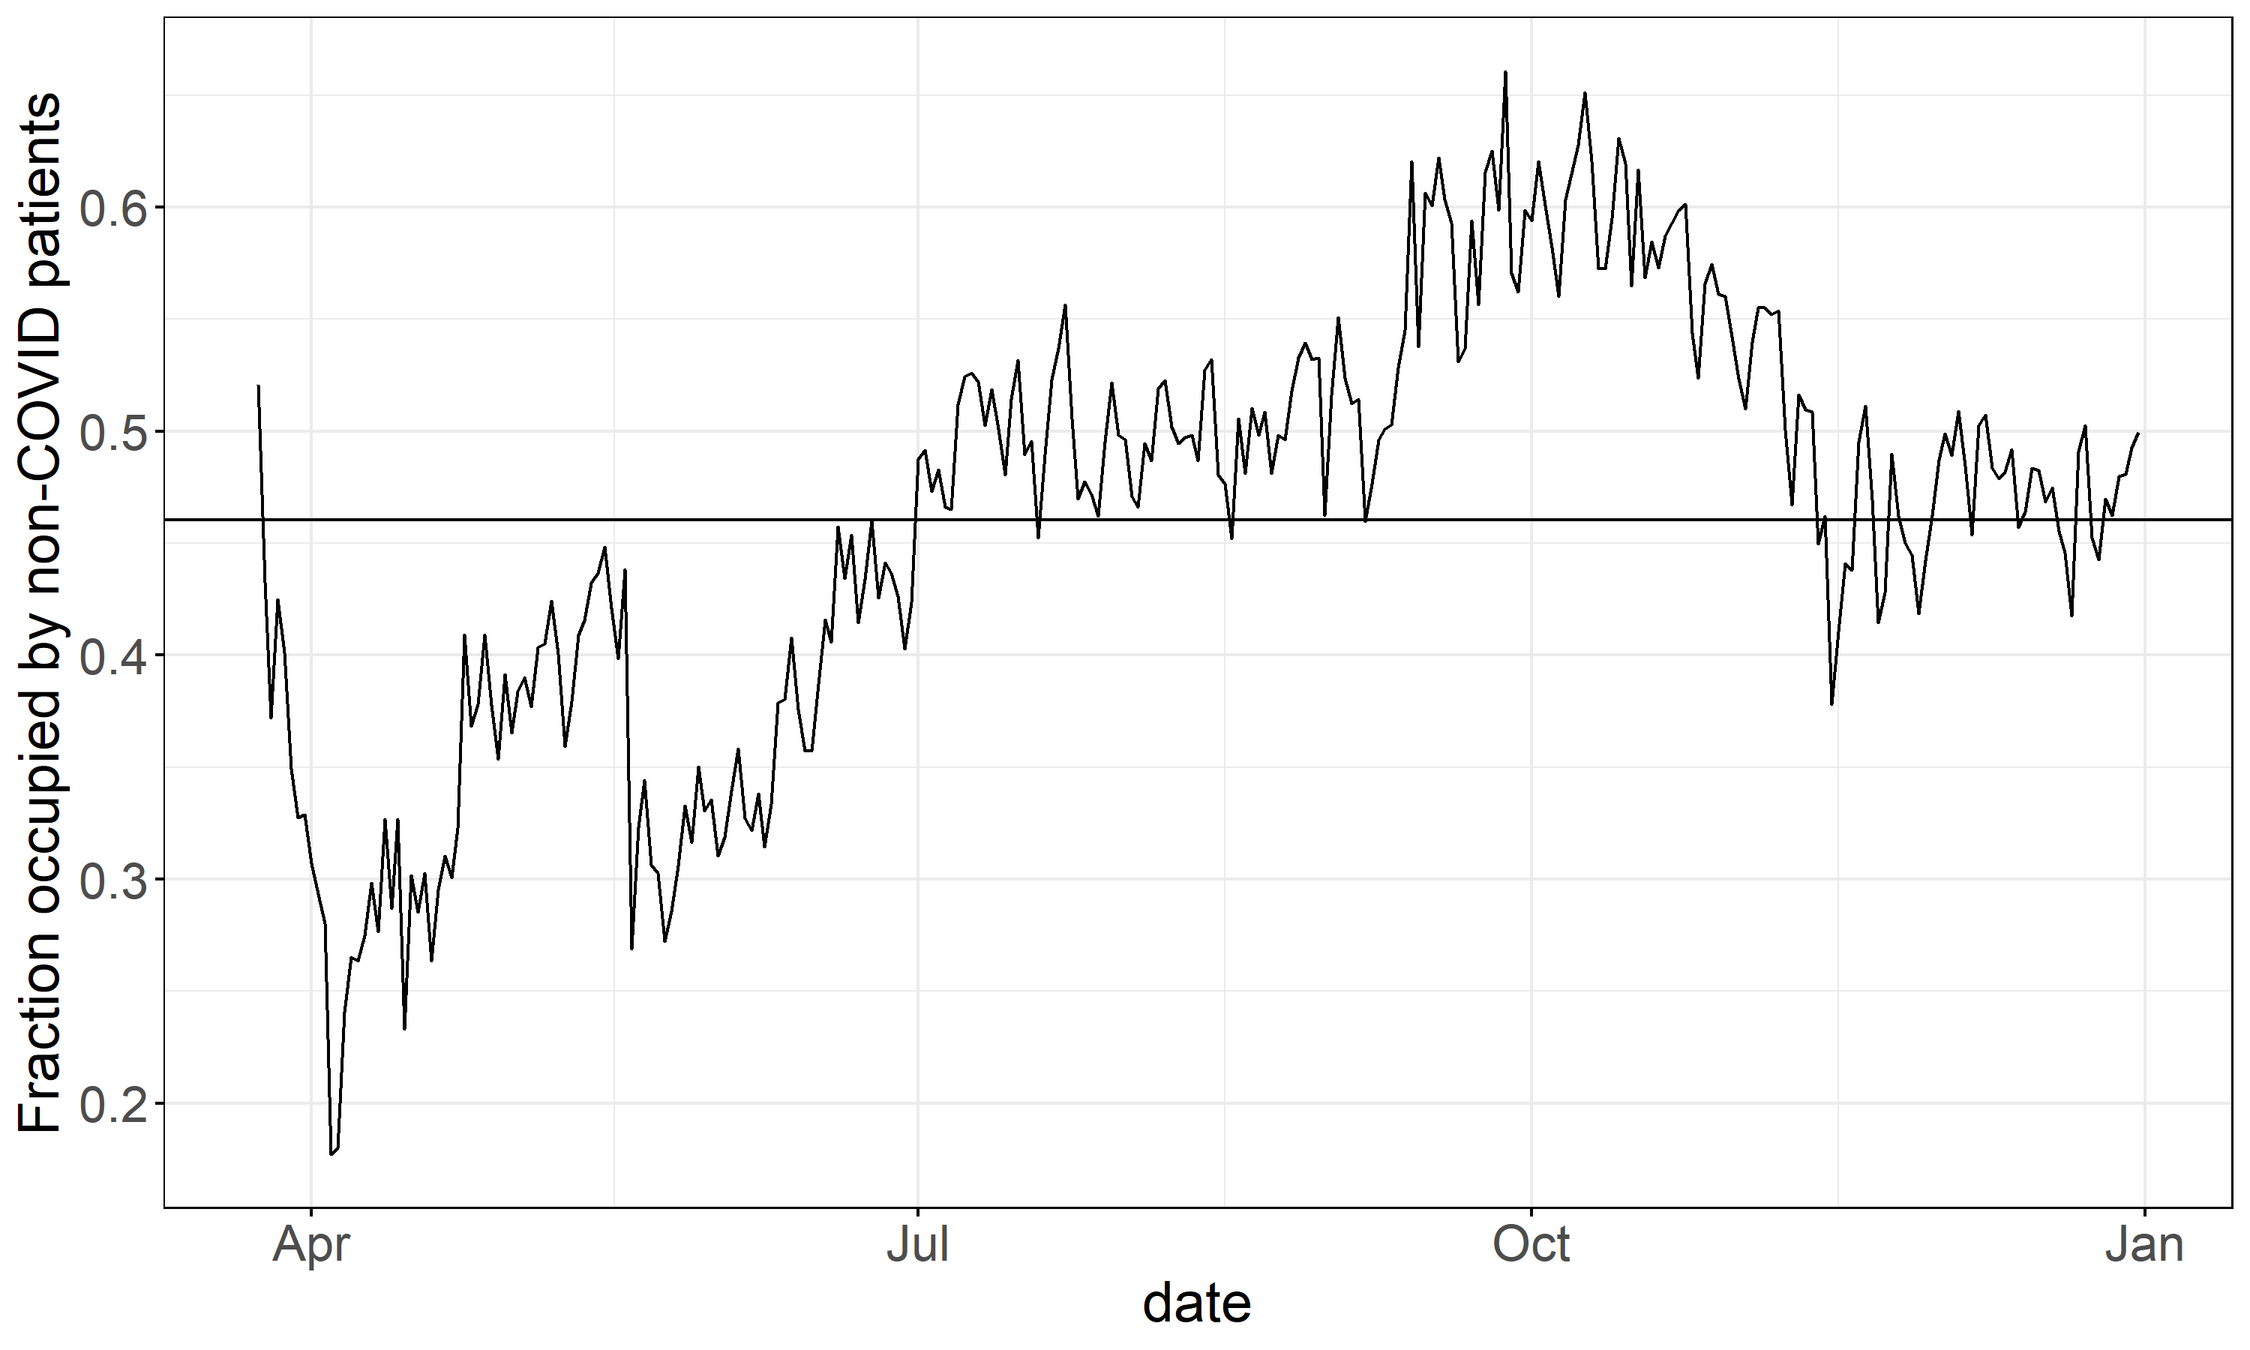 Fraction occupied by non-COVID patients
0.6
0.5
0.4
0.3
0.2
Apr
Jul
Oct
Jan
date